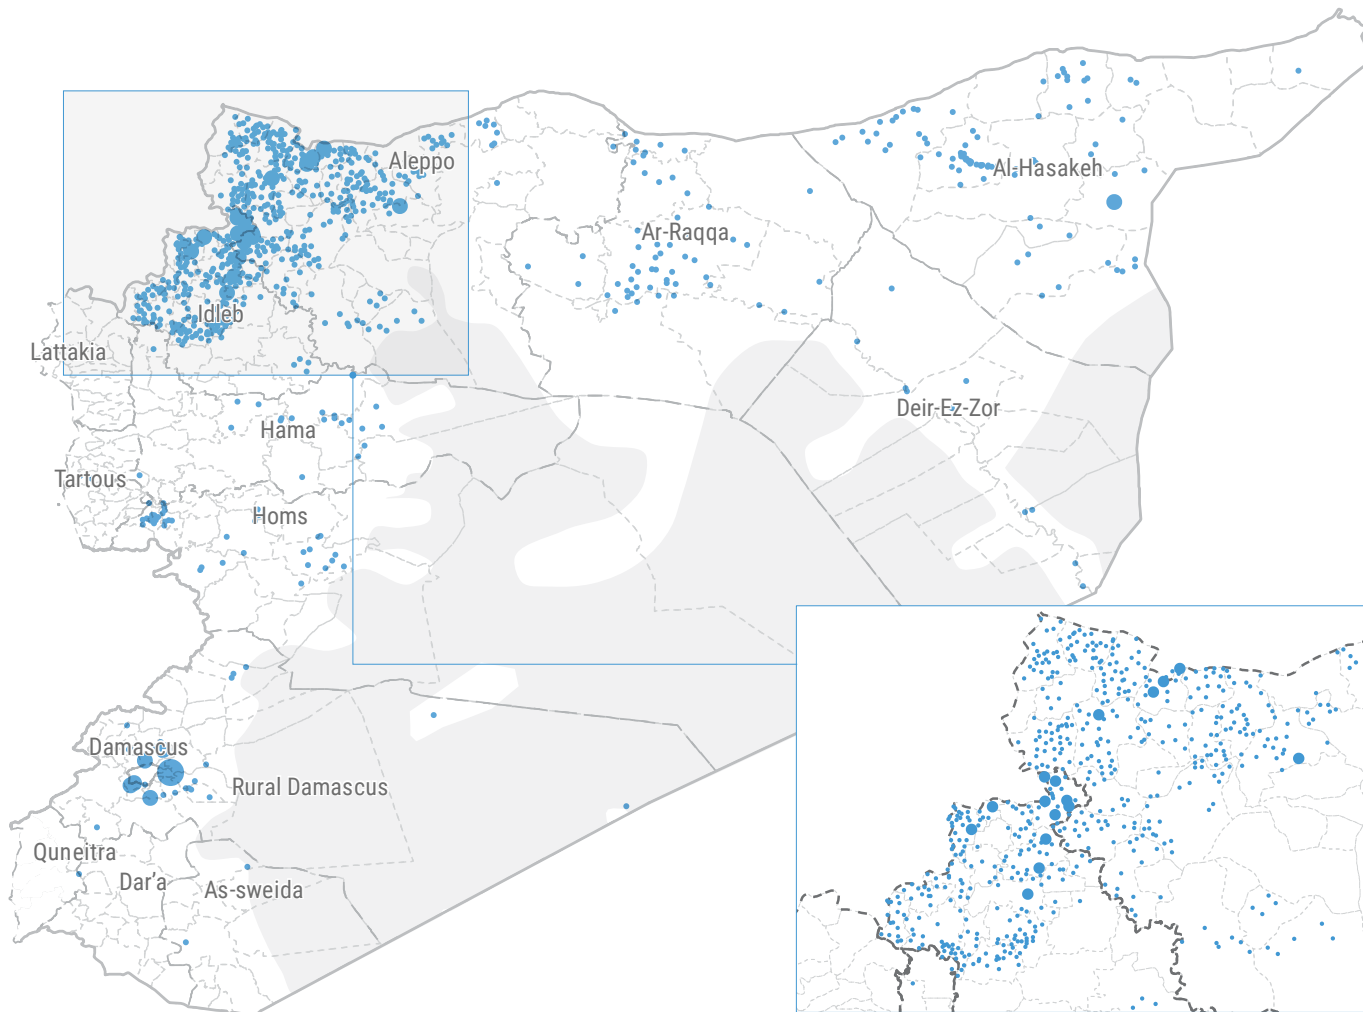 Aleppo
Al-Hasakeh
Ar-Raqqa
Idleb
Lattakia
Deir-Ez-Zor
Hama
Tartous
Homs
Damascus
Rural Damascus
Quneitra
Dar'a
As-sweida